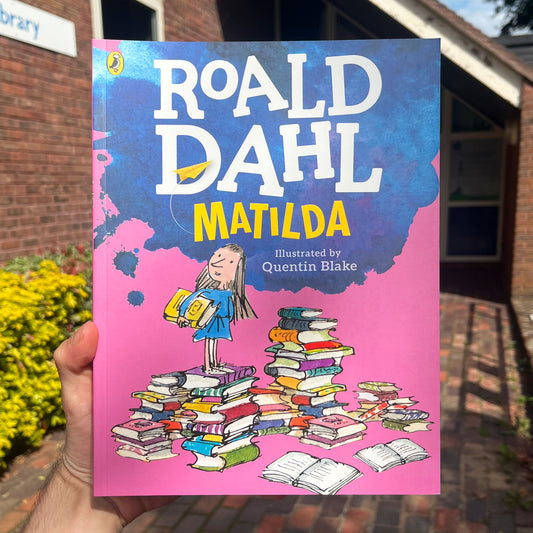 ibrary
ROALD
DAHL
MATILDA
Illustrated by
Quentin Blake